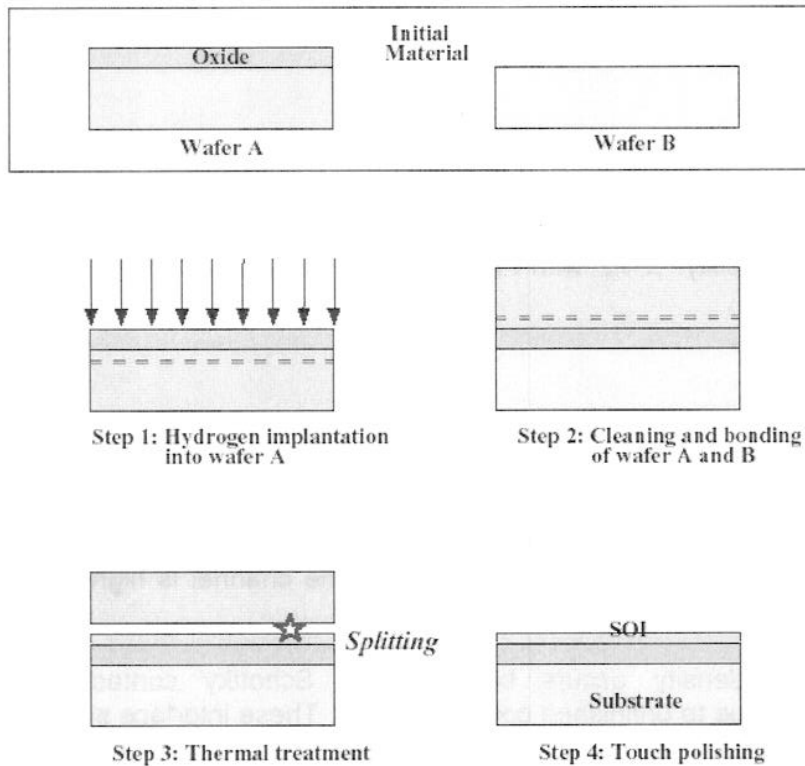 Initial
Material
Oxide
Wafer A
Wafer B
Step 1: Hydrogen implantation
into wafer A
Step 2: Cleaning and bonding
of wafer A and B
Splitting
SOI
Substrate
Step 3: Thermal treatment
Step 4: Touch polishing